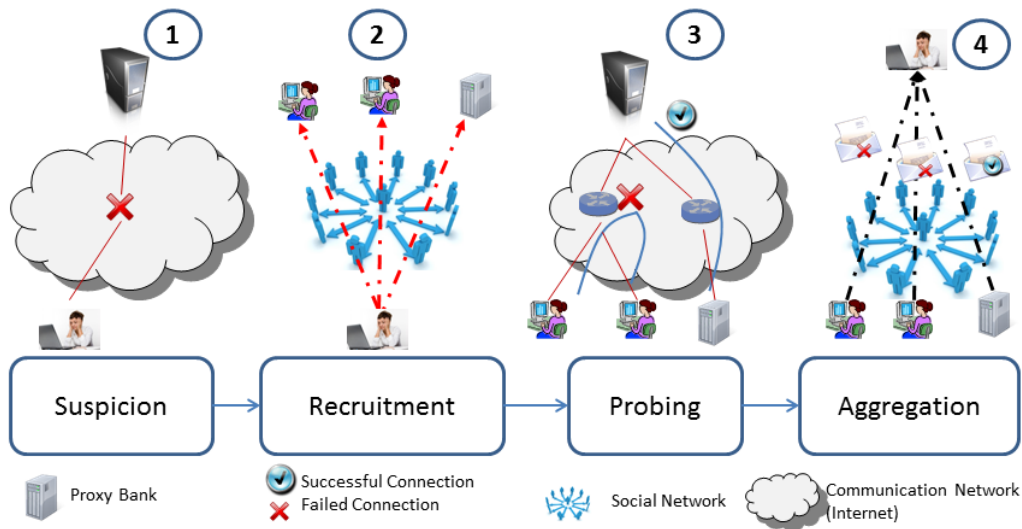 1
2
3
4
Suspicion
Recruitment
Probing
Aggregation
Proxy Bank
Successful Connection
Failed Connection
Social Network
Communication Network
(Internet)